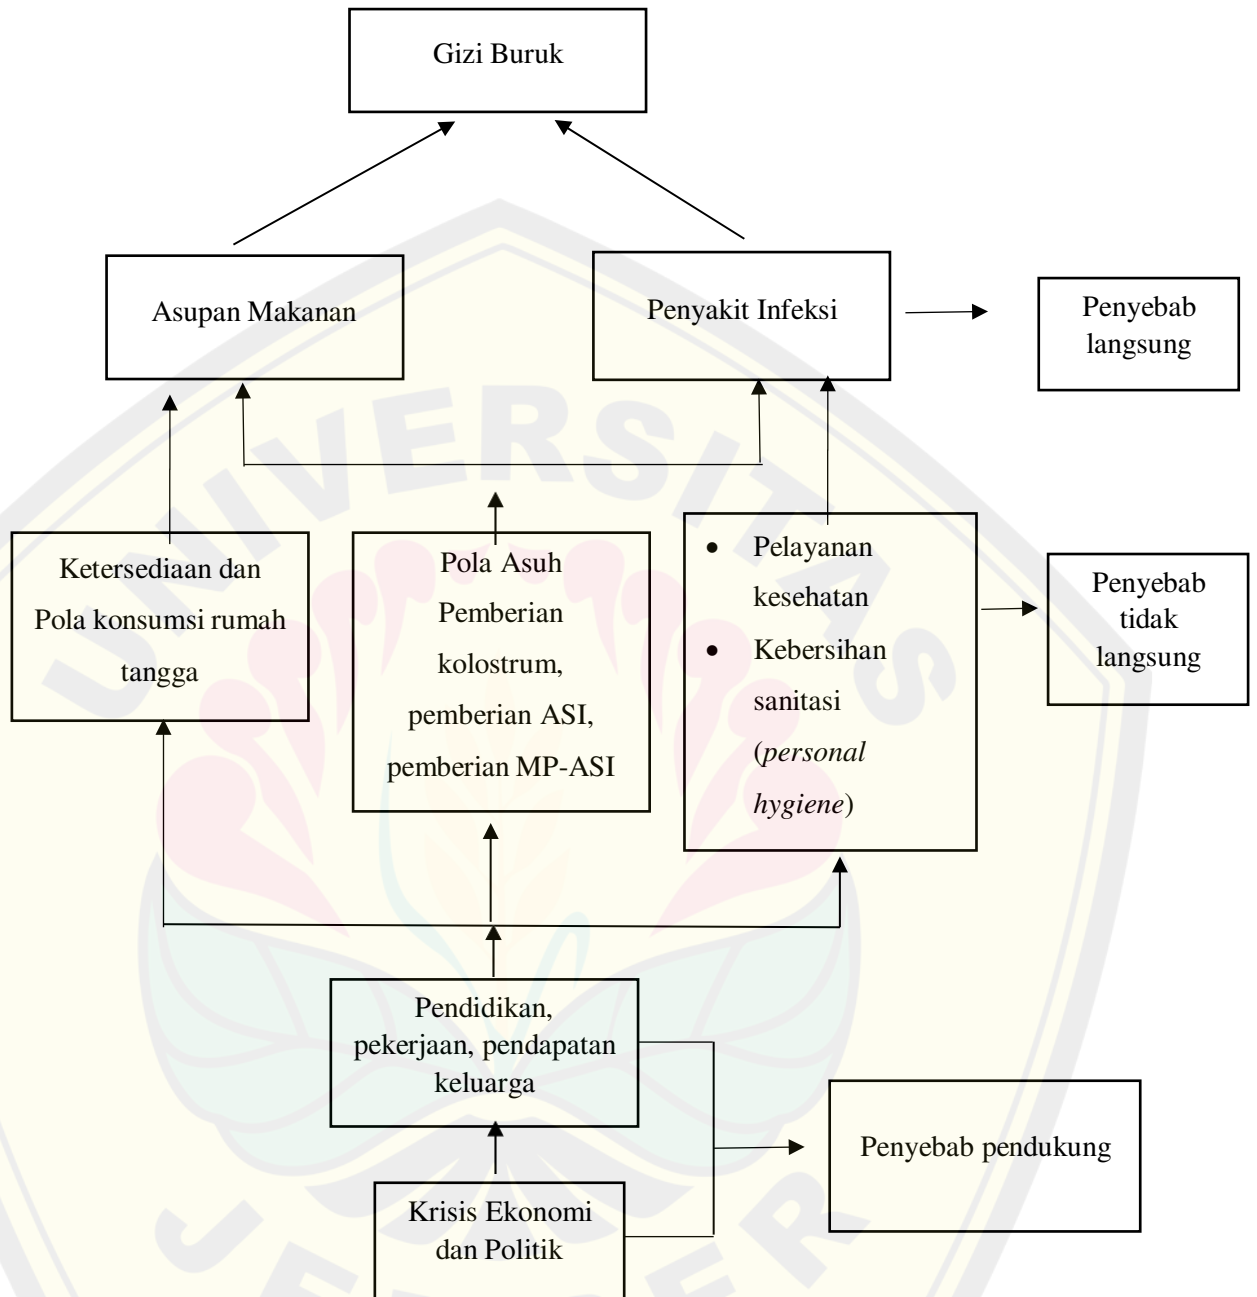 Gizi Buruk
Asupan Makanan
Penyakit Infeksi
Penyebab
langsung
Ketersediaan dan
Pola konsumsi rumah
tangga
Pola Asuh
Pemberian
kolostrum,
pemberian ASI,
pemberian MP-ASI
• Pelayanan
kesehatan
• Kebersihan
sanitasi
(personal
hygiene)
Penyebab
tidak
langsung
Pendidikan,
pekerjaan, pendapatan
keluarga
Penyebab pendukung
Krisis Ekonomi
dan Politik
UNIVERSITAS
JEMBER